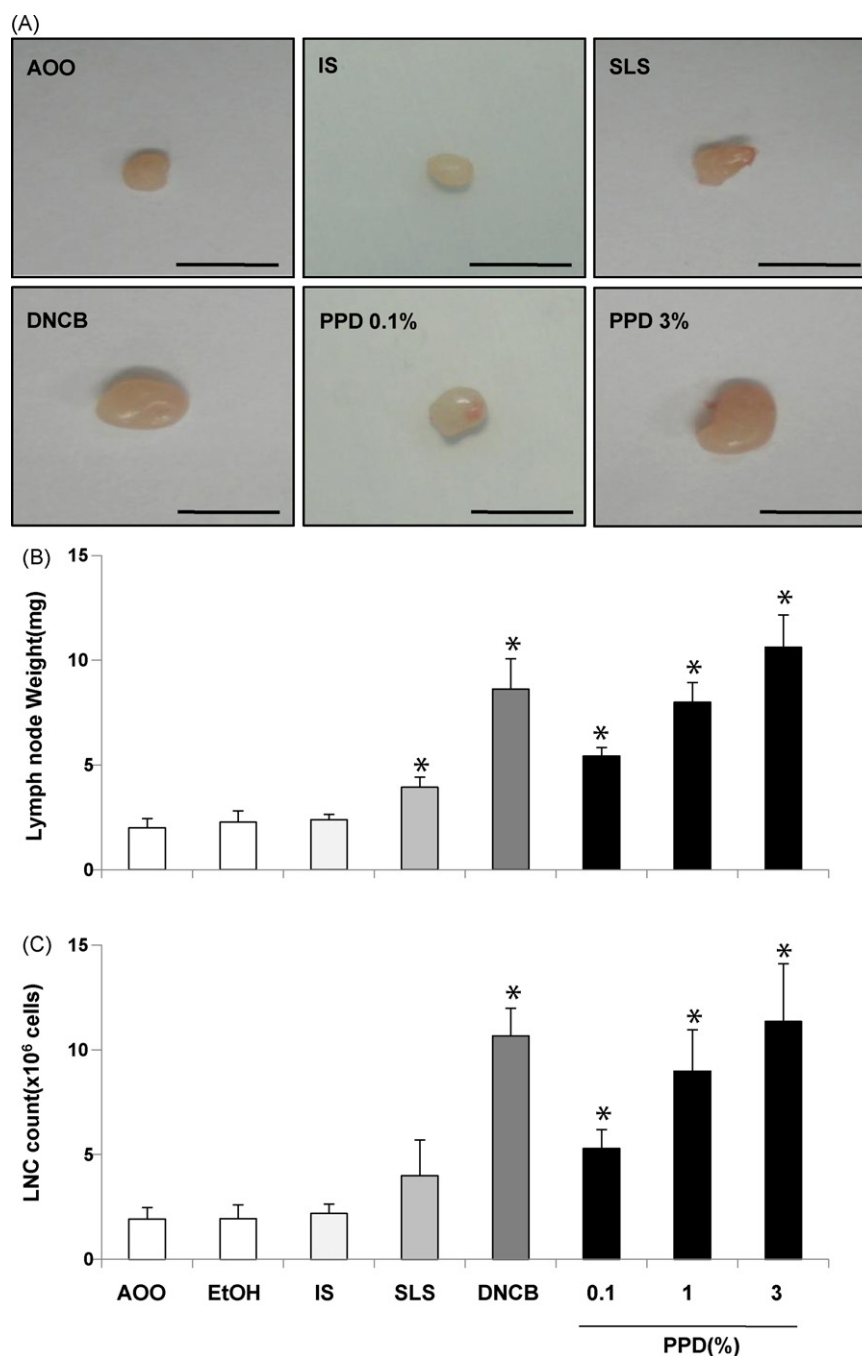 (A)
AOO IS SLS
DNCB PPD 0.1% PPD 3%
(B)
Lymph node Weight(mg)
15
10
5
0
* * * * *
(C)
LNC count(x10⁶ cells)
15
10
5
0
* * * *
AOO EtOH IS SLS DNCB 0.1 1 3
PPD(%)